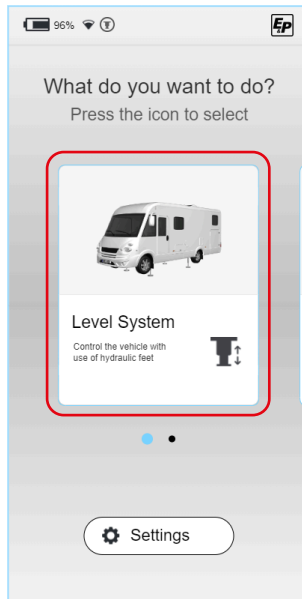 96%
EP
What do you want to do?
Press the icon to select
Level System
Control the vehicle with
use of hydraulic feet
Settings